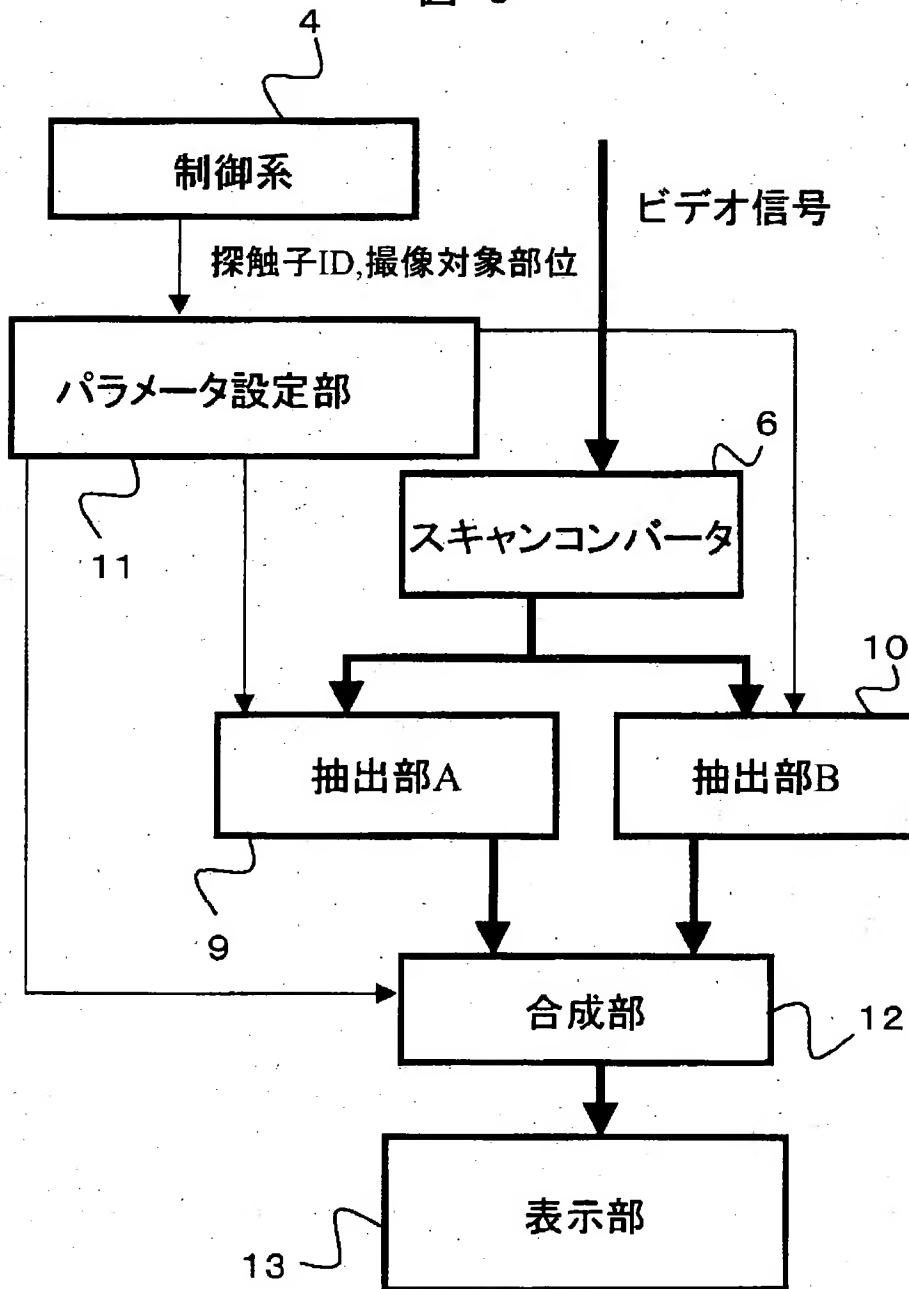 4
制御系
ビデオ信号
探触子ID,撮像対象部位
パラメータ設定部
6
11
スキャンコンバータ
10
抽出部A
抽出部B
9
合成部
12
表示部
13